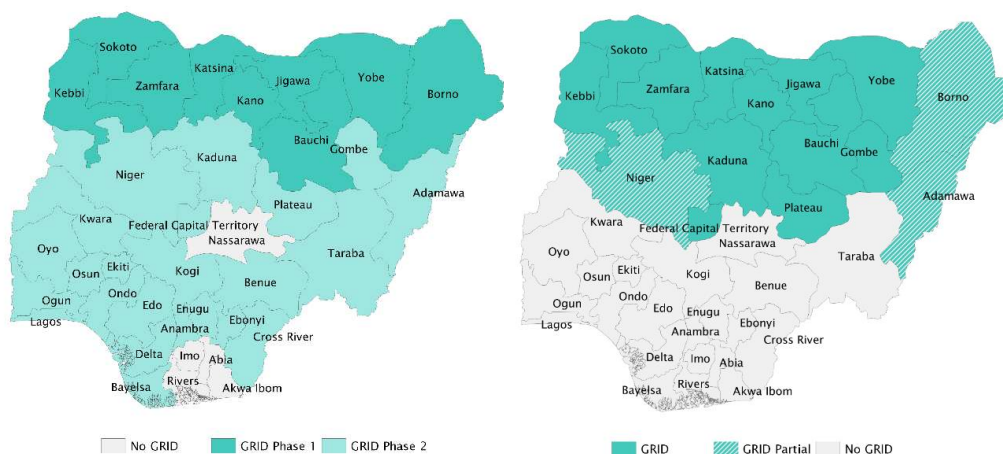 Sokoto
Katsina
Jigawa
Yobe
Kebbi
Zamfara
Kano
Borno
Bauchi
Gombe
Kaduna
Niger
Adamawa
Plateau
Kwara
Federal Capital Territory
Nassarawa
Oyo
Taraba
Osun
Ekiti
Kogi
Benue
Ogun
Ondo
Edo
Enugu
Lagos
Anambra
Ebonyi
Cross River
Delta
Imo
Abia
Bayelsa
Rivers
Akwa Ibom
No GRID
GRID Phase 1
GRID Phase 2
Sokoto
Katsina
Jigawa
Yobe
Kebbi
Zamfara
Kano
Borno
Bauchi
Gombe
Kaduna
Niger
Adamawa
Plateau
Kwara
Federal Capital Territory
Nassarawa
Oyo
Taraba
Osun
Ekiti
Kogi
Benue
Ogun
Ondo
Edo
Enugu
Lagos
Anambra
Ebonyi
Cross River
Delta
Imo
Abia
Bayelsa
Rivers
Akwa Ibom
GRID
GRID Partial
No GRID